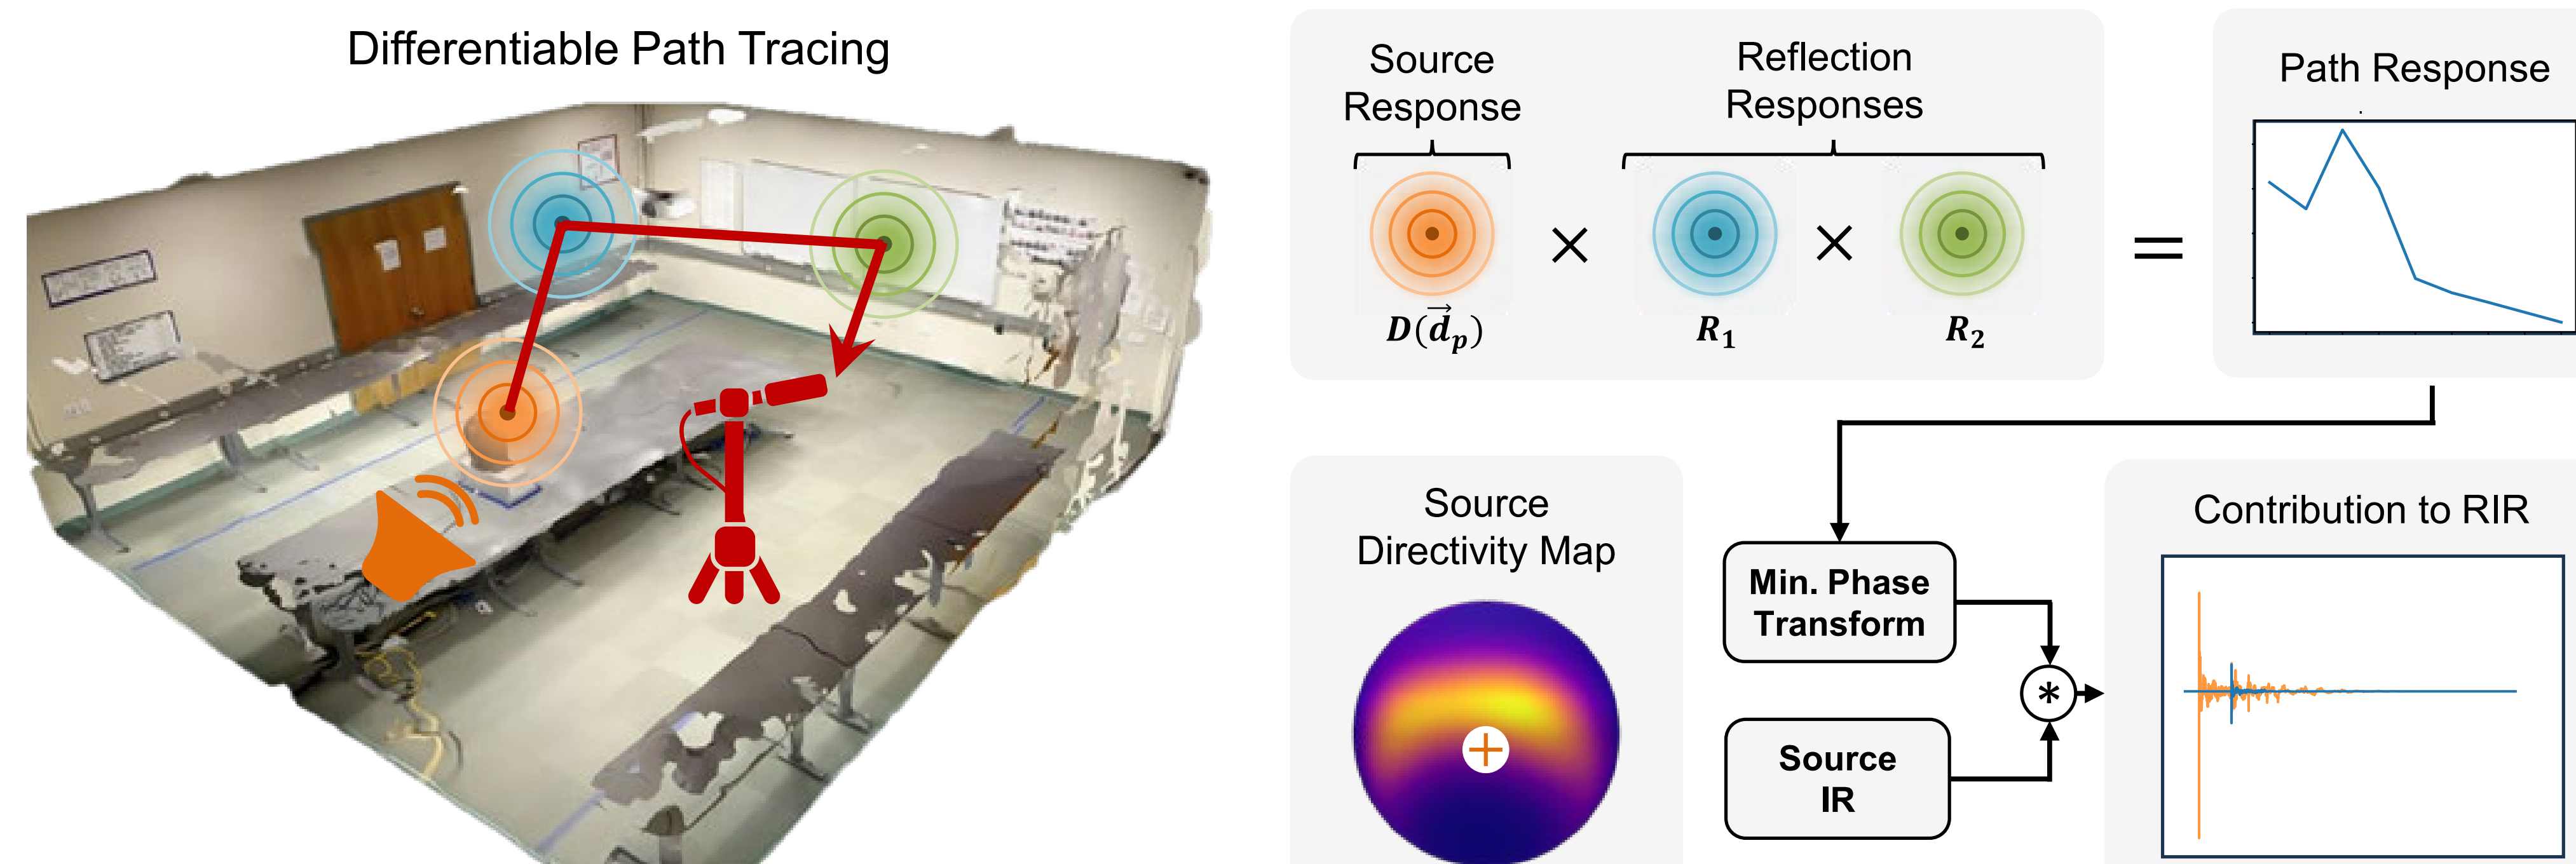 Differentiable Path Tracing
Source
Response
Reflection
Responses
Path Response
×
×
=
D(d⃗ₚ)
R₁
R₂
Source
Directivity Map
Min. Phase
Transform
Source
IR
*
Contribution to RIR